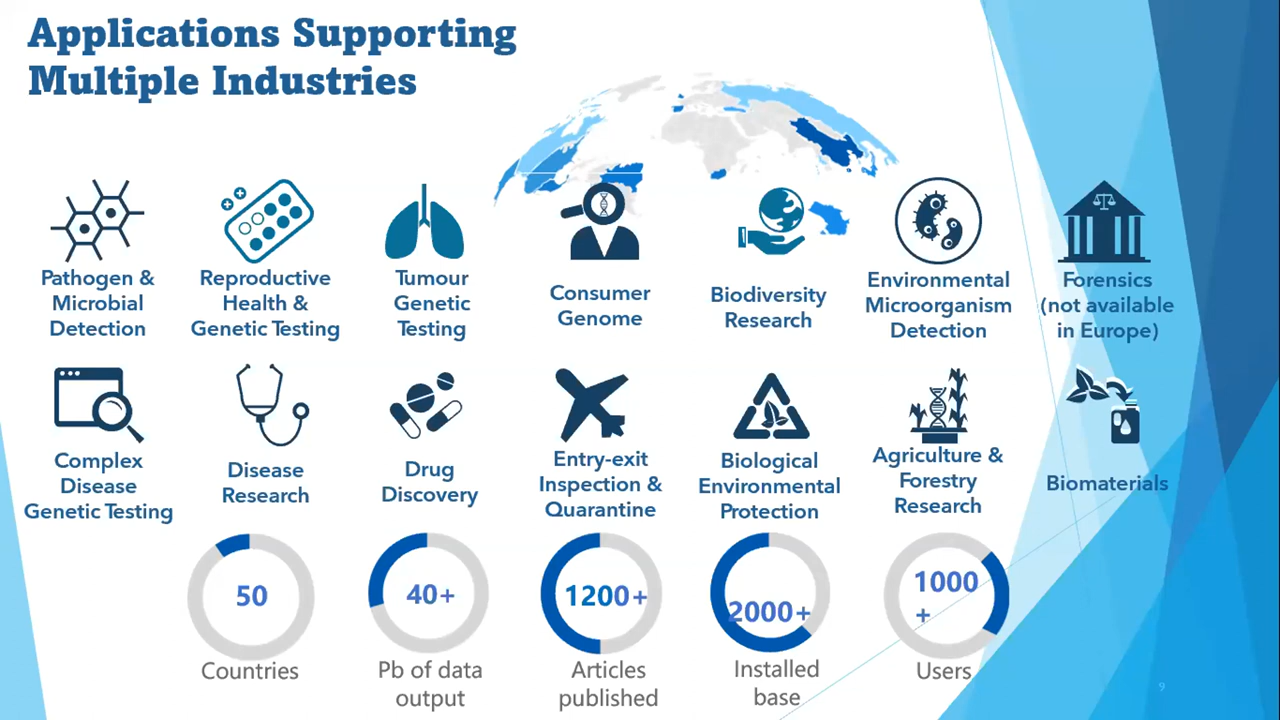 Applications Supporting
Multiple Industries
Pathogen &
Microbial
Detection
Reproductive
Health &
Genetic Testing
Tumour
Genetic
Testing
Consumer
Genome
Biodiversity
Research
Environmental
Microorganism
Detection
Forensics
(not available
in Europe)
Complex
Disease
Genetic Testing
Disease
Research
Drug
Discovery
Entry-exit
Inspection &
Quarantine
Biological
Environmental
Protection
Agriculture &
Forestry
Research
Biomaterials
50
Countries
40+
Pb of data
output
1200+
Articles
published
2000+
Installed
base
1000
+
Users
9